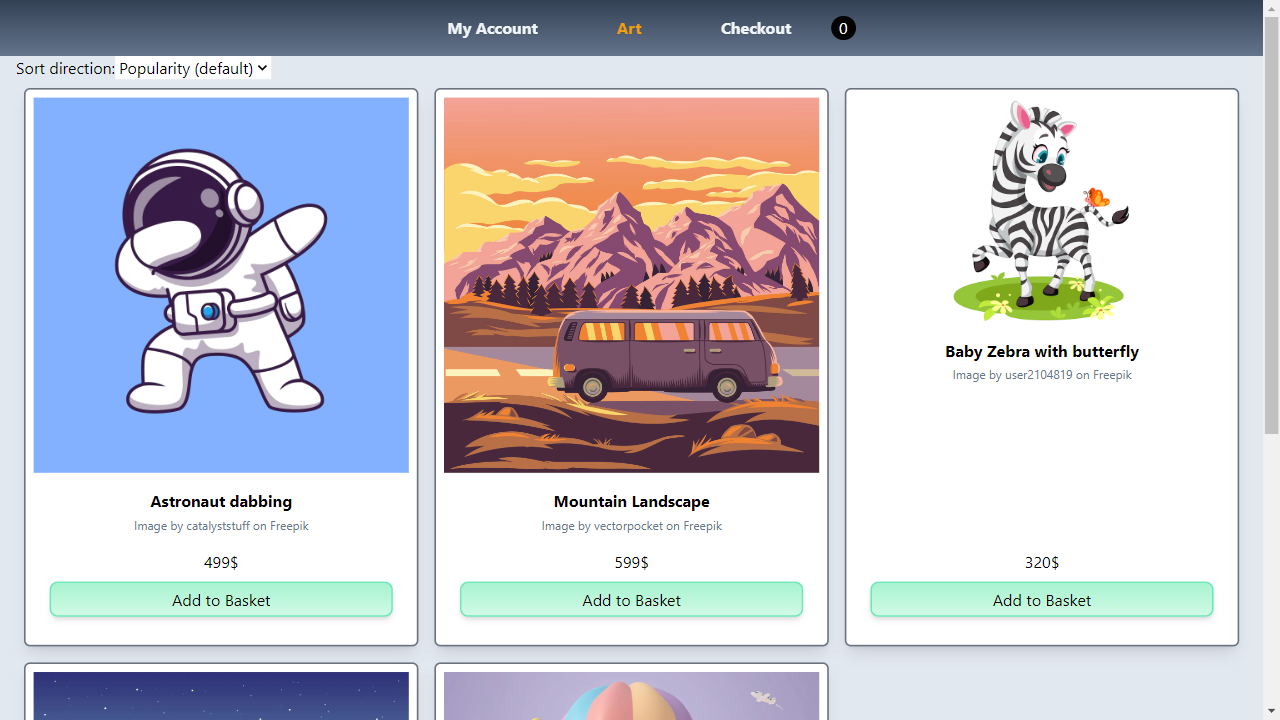 My Account Art Checkout 0
Sort direction: Popularity (default)
Astronaut dabbing
Image by catalyststuff on Freepik
499$
Add to Basket
Mountain Landscape
Image by vectorpocket on Freepik
599$
Add to Basket
Baby Zebra with butterfly
Image by user2104819 on Freepik
320$
Add to Basket